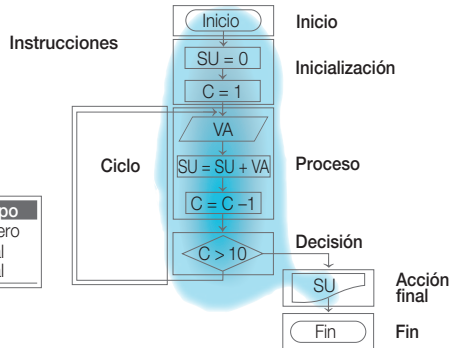 Inicio
Inicio
Instrucciones
SU = 0
Inicialización
C = 1
VA
Ciclo
SU = SU + VA
Proceso
C = C –1
Decisión
C > 10
SU
Acción
final
Fin
Fin